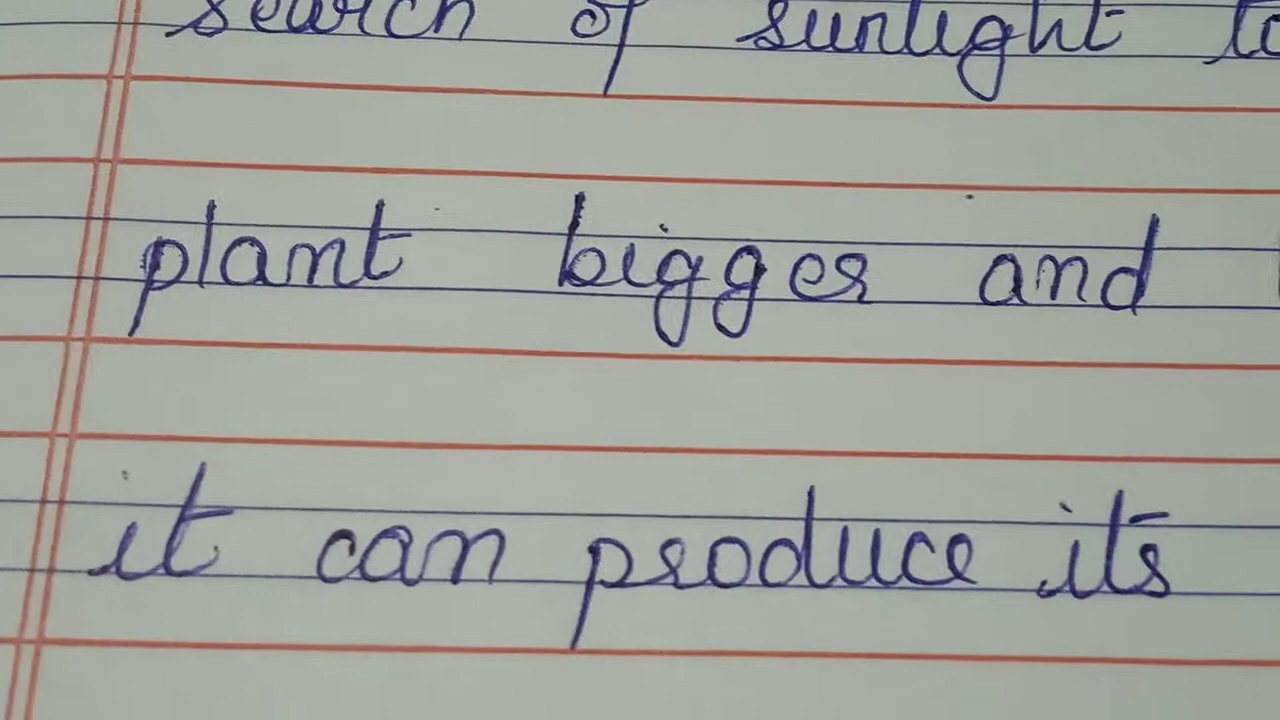 search of sunlight
plant bigger and
it can produce its